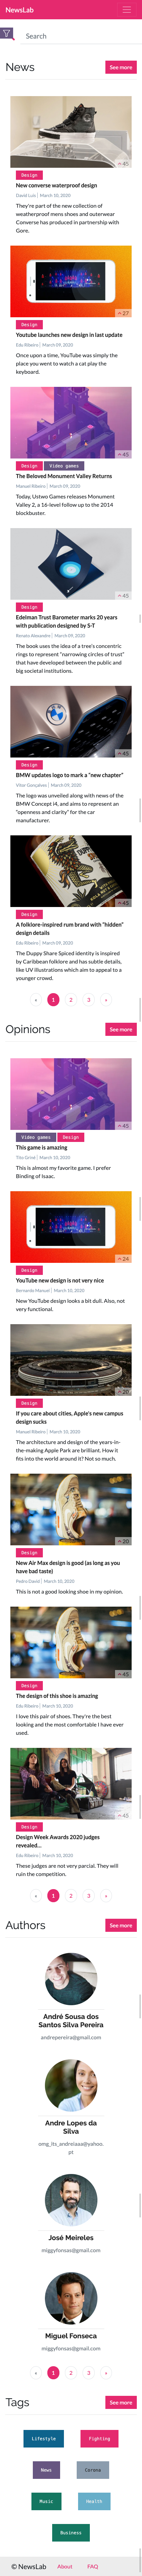 NewsLab
Search
News
See more
45
Design
New converse waterproof design
David Luis | March 10, 2020
They're part of the new collection of
weatherproof mens shoes and outerwear
Converse has produced in partnership with
Gore.
27
Design
Youtube launches new design in last update
Edu Ribeiro | March 09, 2020
Once upon a time, YouTube was simply the
place you went to watch a cat play the
keyboard.
45
Design Video games
The Beloved Monument Valley Returns
Manuel Ribeiro | March 09, 2020
Today, Ustwo Games releases Monument
Valley 2, a 16-level follow up to the 2014
blockbuster.
45
Design
Edelman Trust Barometer marks 20 years
with publication designed by 5-T
Renato Alexandre | March 09, 2020
The book uses the idea of a tree's concentric
rings to represent "narrowing circles of trust"
that have developed between the public and
big societal institutions.
45
Design
BMW updates logo to mark a "new chapter"
Vitor Gonçalves | March 09, 2020
The logo was unveiled along with news of the
BMW Concept i4, and aims to represent an
"openness and clarity" for the car
manufacturer.
45
Design
A folklore-inspired rum brand with "hidden"
design details
Edu Ribeiro | March 09, 2020
The Duppy Share Spiced identity is inspired
by Caribbean folklore and has subtle details,
like UV illustrations which aim to appeal to a
younger crowd.
« 1 2 3 »
Opinions
See more
45
Video games Design
This game is amazing
Tito Grind | March 10, 2020
This is almost my favorite game, I prefer
Binding of Isaac.
24
Design
YouTube new design is not very nice
Bernardo Manuel | March 10, 2020
New YouTube design looks a bit dull. Also, not
very functional.
Design
If you care about cities, Apple's new campus
design sucks
Manuel Ribeiro | March 10, 2020
The architecture and design of the years-in-
the-making Apple Park are brilliant. How it
fits into the world around it? Not so much.
20
Design
New Air Max design is good (as long as you
have bad taste)
Pedro David | March 10, 2020
This is not a good looking shoe in my opinion.
45
Design
The design of this shoe is amazing
Edu Ribeiro | March 10, 2020
I love this pair of shoes. They're the best
looking and the most comfortable I have ever
used.
45
Design
Design Week Awards 2020 judges
revealed...
Edu Ribeiro | March 10, 2020
These judges are not very parcial. They will
ruin the competition.
« 1 2 3 »
Authors
See more
André Sousa dos
Santos Silva Pereira
andrepereira@gmail.com
Andre Lopes da
Silva
omg_its_andreiaaa@yahoo.
pt
José Meireles
miggyfonsas@gmail.com
Miguel Fonseca
miggyfonsas@gmail.com
« 1 2 3 »
Tags
See more
Lifestyle
Fighting
News
Corona
Music
Health
Business
© NewsLab
About
FAQ